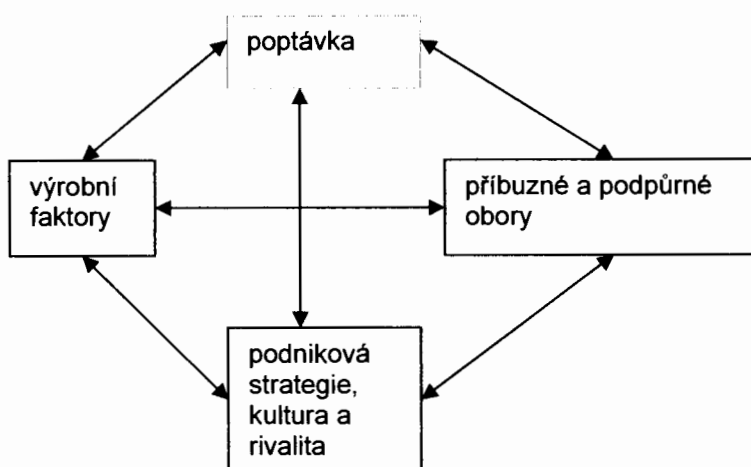 poptávka
výrobní
faktory
příbuzné a podpůrné
obory
podniková
strategie,
kultura a
rivalita